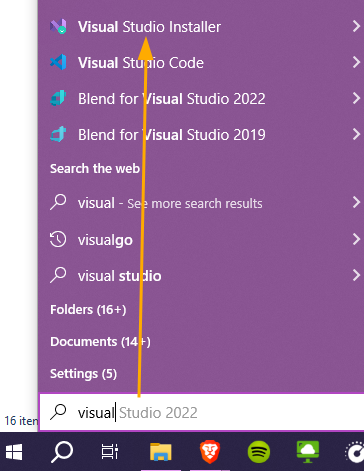 Visual Studio Installer
Visual Studio Code
Blend for Visual Studio 2022
Blend for Visual Studio 2019
Search the web
visual - See more search results
visualgo
visual studio
Folders (16+)
Documents (14+)
Settings (5)
visual Studio 2022
16 iten